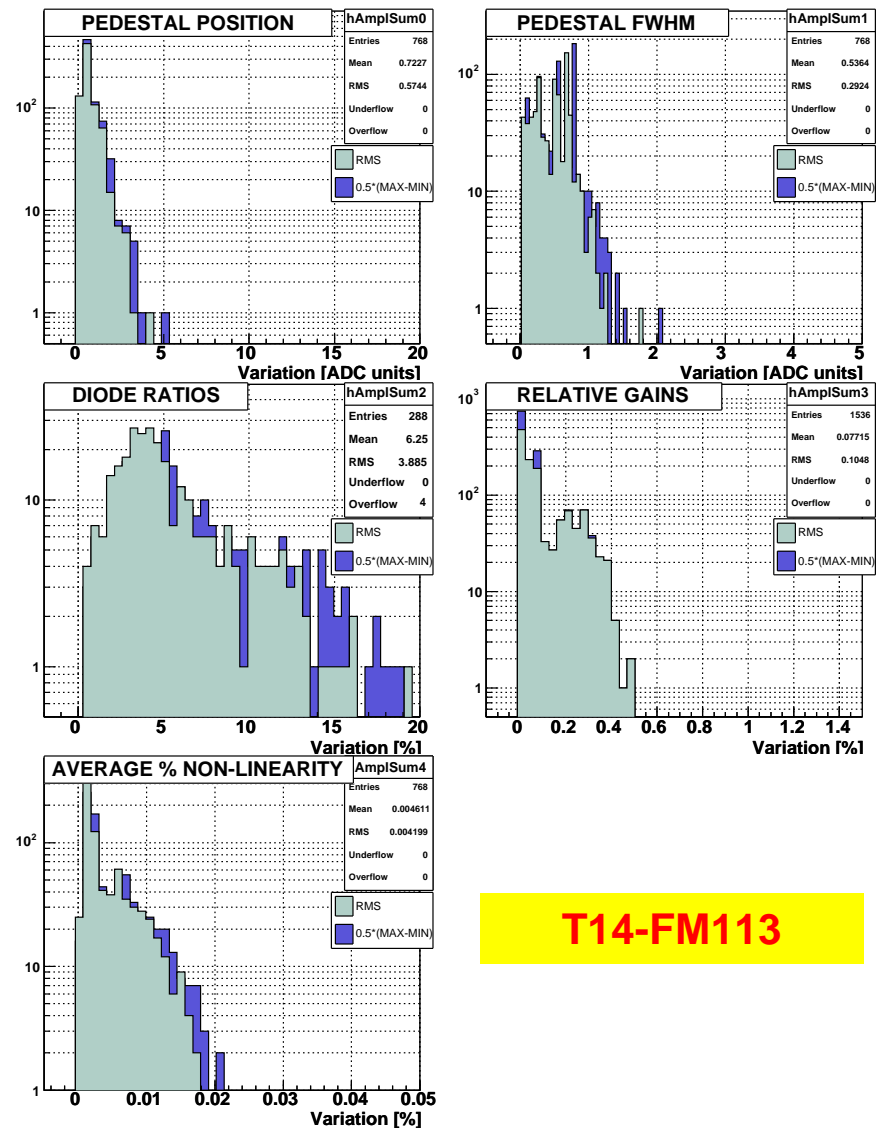 PEDESTAL POSITION
hAmplSum0
Entries 768
Mean 0.7227
RMS 0.5744
Underflow 0
Overflow 0
RMS
0.5*(MAX-MIN)
10²
10
1
0 5 10 15 20
Variation [ADC units]
PEDESTAL FWHM
hAmplSum1
Entries 768
Mean 0.5364
RMS 0.2924
Underflow 0
Overflow 0
RMS
0.5*(MAX-MIN)
10²
10
1
0 1 2 3 4 5
Variation [ADC units]
DIODE RATIOS
hAmplSum2
Entries 288
Mean 6.25
RMS 3.885
Underflow 0
Overflow 4
RMS
0.5*(MAX-MIN)
10
1
0 5 10 15 20
Variation [%]
RELATIVE GAINS
hAmplSum3
Entries 1536
Mean 0.07715
RMS 0.1048
Underflow 0
Overflow 0
RMS
0.5*(MAX-MIN)
10³
10²
10
1
0 0.2 0.4 0.6 0.8 1 1.2 1.4
Variation [%]
AVERAGE % NON-LINEARITY
AmplSum4
Entries 768
Mean 0.004611
RMS 0.004199
Underflow 0
Overflow 0
RMS
0.5*(MAX-MIN)
10²
10
1
0 0.01 0.02 0.03 0.04 0.05
Variation [%]
T14-FM113